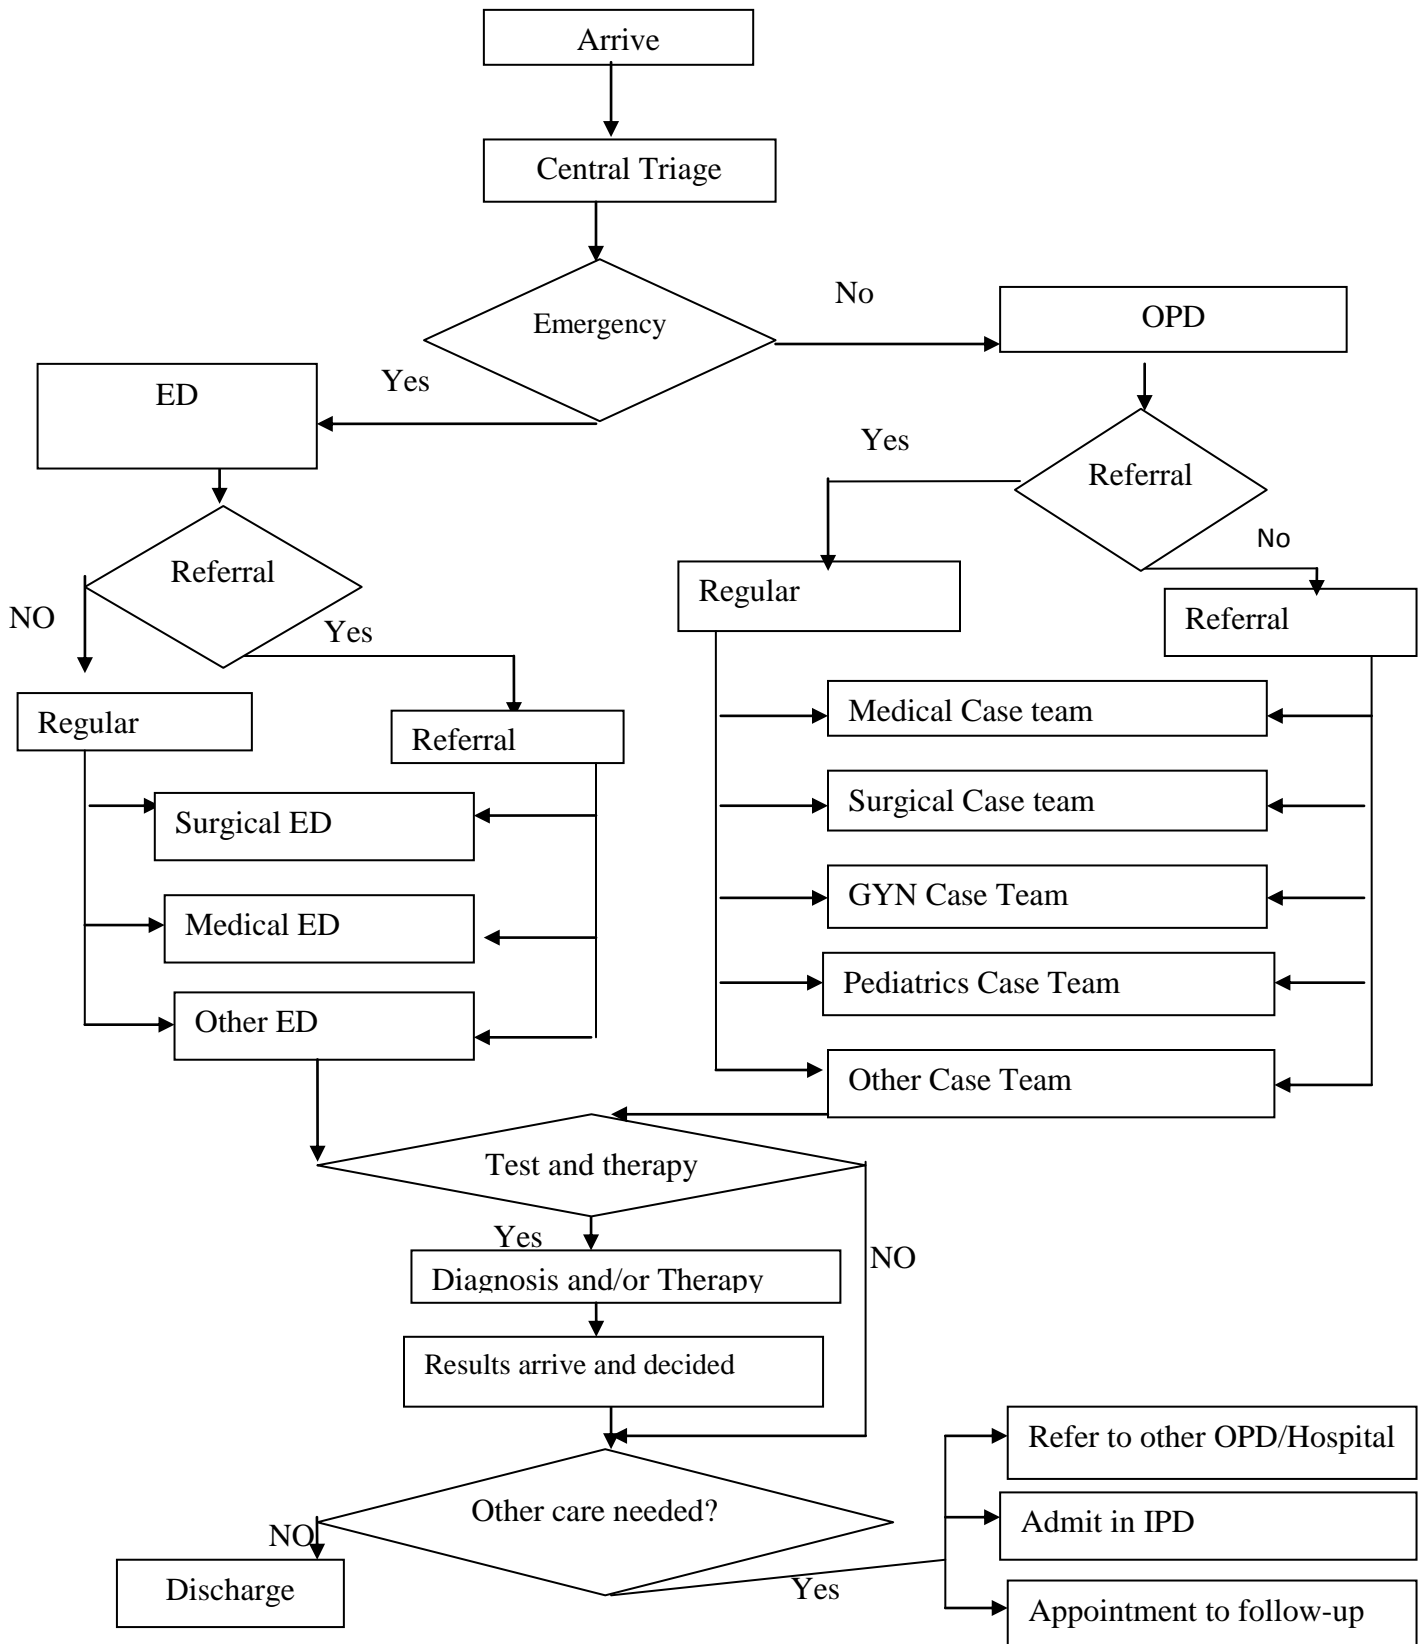 Arrive
Central Triage
Emergency
No
OPD
Yes
ED
Yes
Referral
No
Referral
NO
Yes
Regular
Referral
Regular
Referral
Medical Case team
Surgical Case team
GYN Case Team
Pediatrics Case Team
Other Case Team
Surgical ED
Medical ED
Other ED
Test and therapy
Yes
NO
Diagnosis and/or Therapy
Results arrive and decided
Other care needed?
NO
Discharge
Yes
Refer to other OPD/Hospital
Admit in IPD
Appointment to follow-up